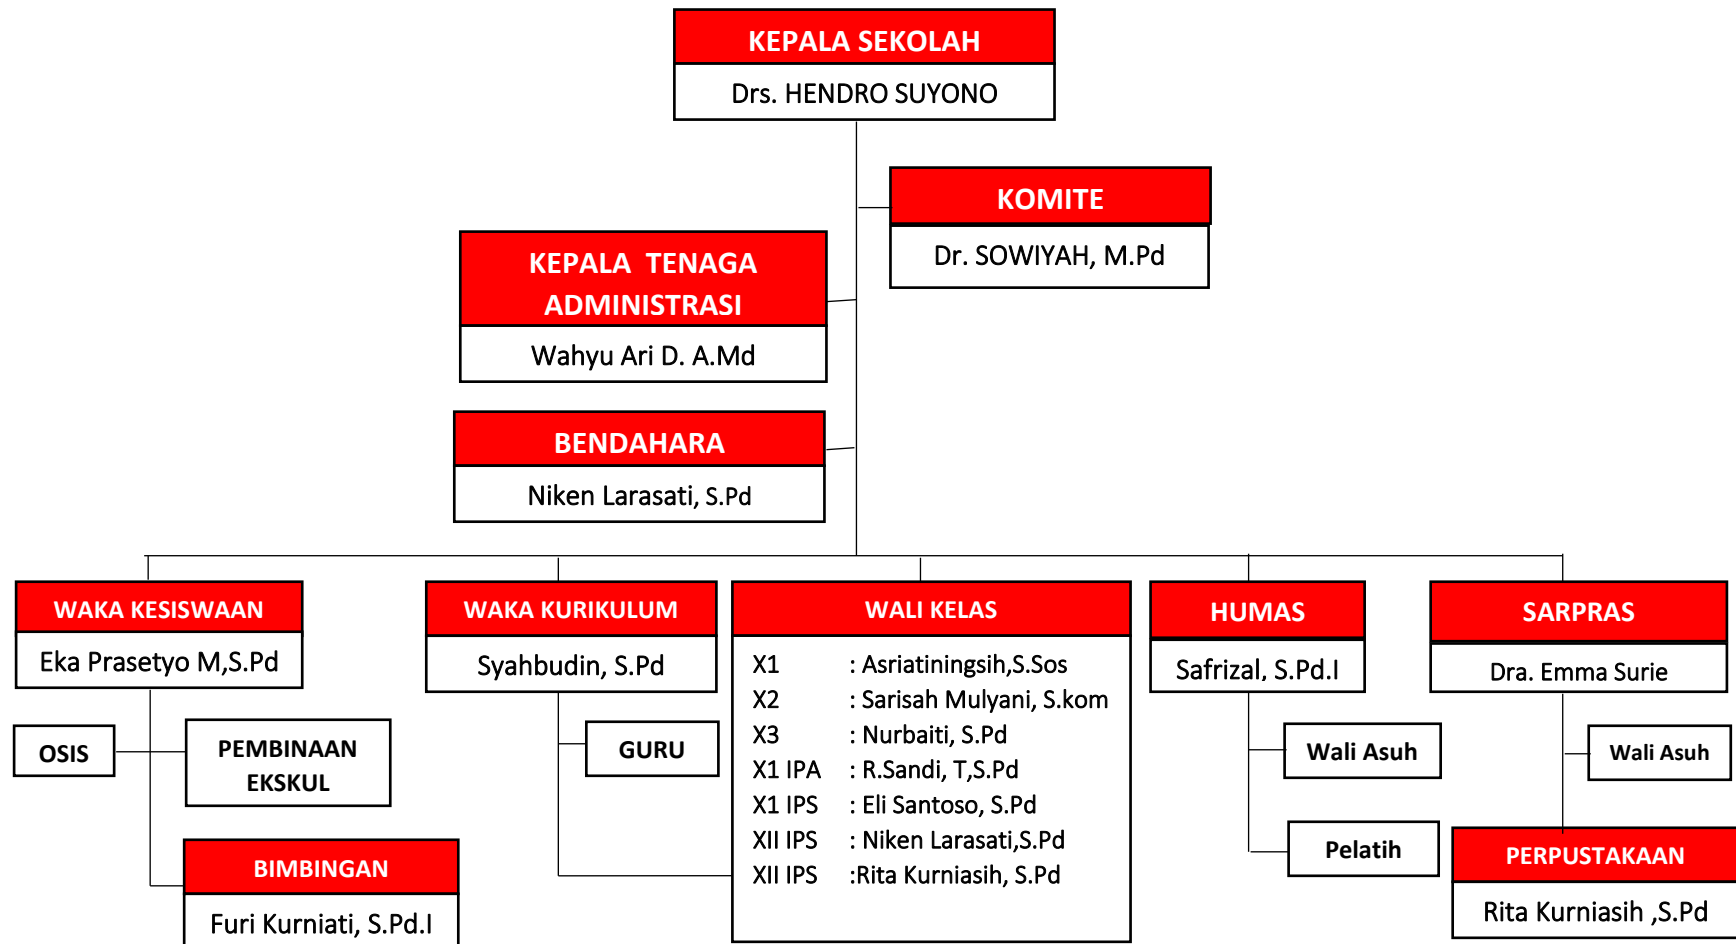 KEPALA SEKOLAH
Drs. HENDRO SUYONO
KOMITE
Dr. SOWIYAH, M.Pd
KEPALA TENAGA
ADMINISTRASI
Wahyu Ari D. A.Md
BENDAHARA
Niken Larasati, S.Pd
WAKA KESISWAAN
Eka Prasetyo M,S.Pd
OSIS
PEMBINAAN
EKSKUL
BIMBINGAN
Furi Kurniati, S.Pd.I
WAKA KURIKULUM
Syahbudin, S.Pd
GURU
WALI KELAS
X1 : Asriatiningsih,S.Sos
X2 : Sarisah Mulyani, S.kom
X3 : Nurbaiti, S.Pd
X1 IPA : R.Sandi, T,S.Pd
X1 IPS : Eli Santoso, S.Pd
XII IPS : Niken Larasati,S.Pd
XII IPS :Rita Kurniasih, S.Pd
HUMAS
Safrizal, S.Pd.I
Wali Asuh
Pelatih
SARPRAS
Dra. Emma Surie
Wali Asuh
PERPUSTAKAAN
Rita Kurniasih ,S.Pd